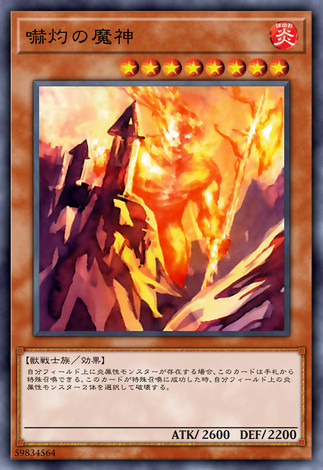 嚇灼の魔神
炎
【獣戦士族／効果】
自分フィールド上に炎属性モンスターが存在する場合、このカードは手札から
特殊召喚できる。このカードが特殊召喚に成功した時、自分フィールド上の炎
属性モンスター２体を選択して破壊する。
ATK/ 2600 DEF/2200
59834564